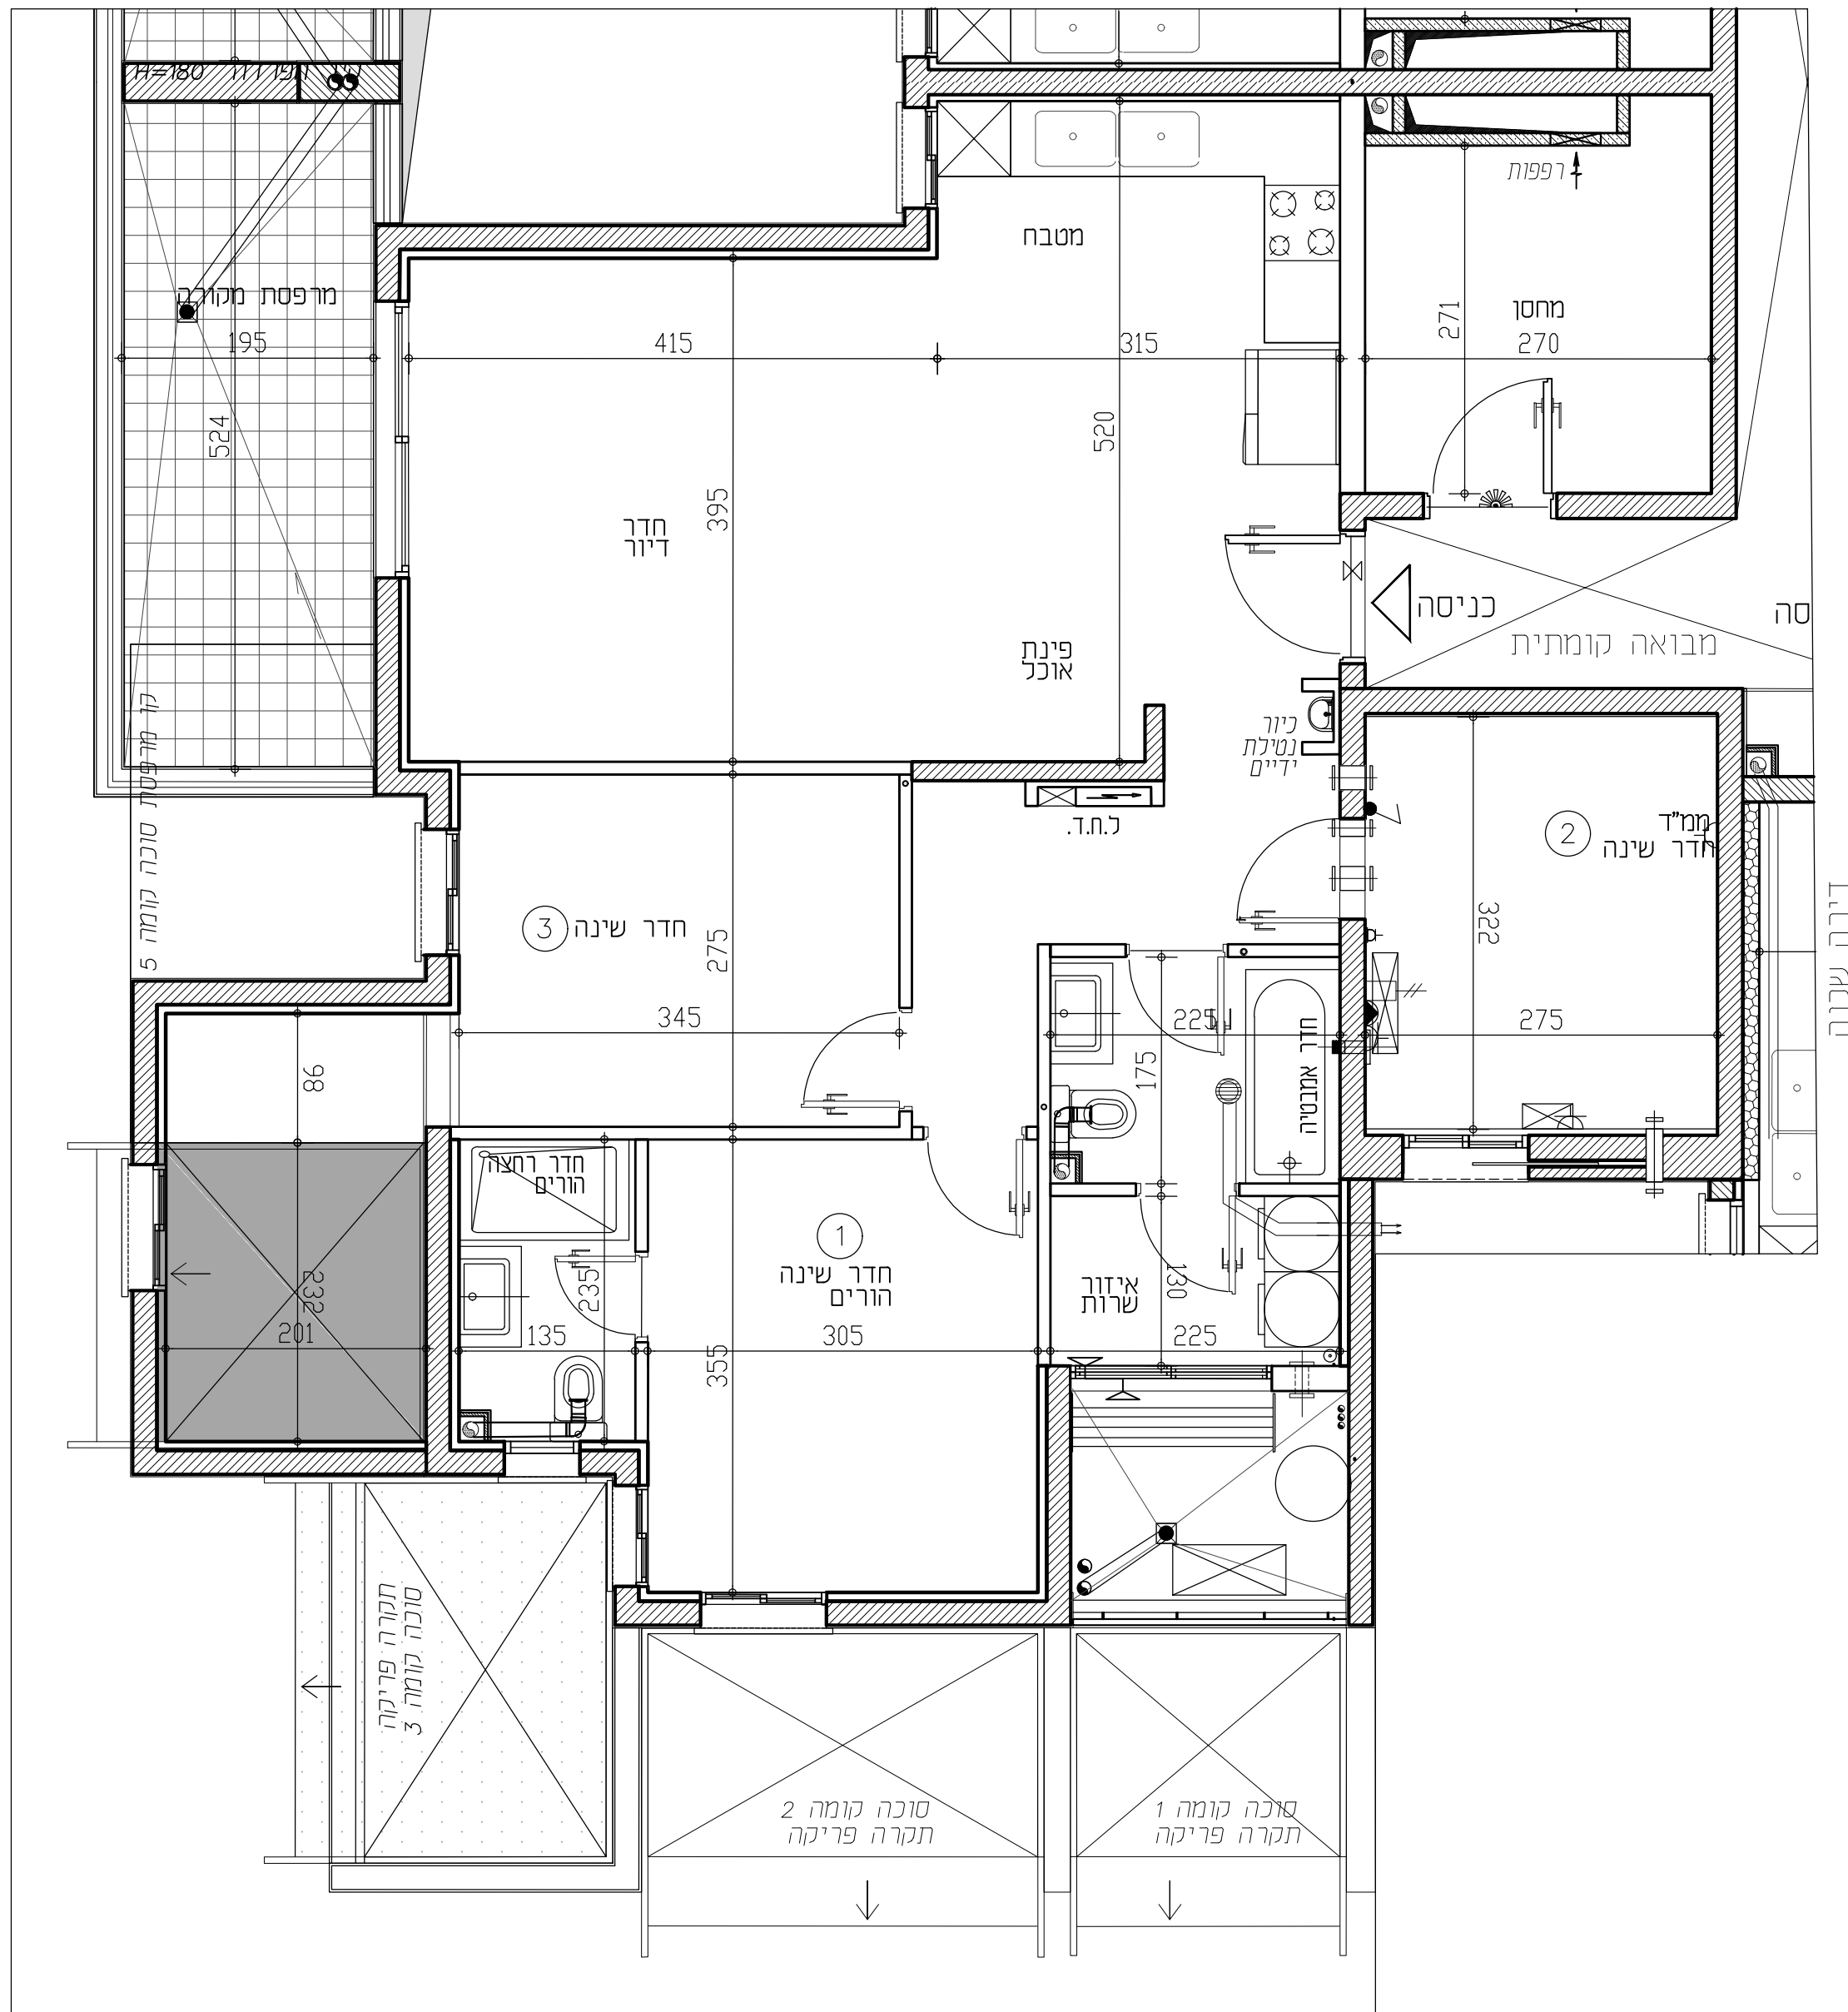 H=180
רפפות
מטבח
מרפסת מקורה
מחסן
195
415
315
271
270
524
520
395
חדר
דיור
כניסה
סה
מבואה קומתית
פינת
אוכל
כיור
נטילת
ידיים
קו מרפסת סוכה קומה 5
ל.ח.ד.
2
ממ"ד
חדר שינה
3
חדר שינה
275
322
דירה שכנה
345
225
275
175
חדר אמבטיה
86
חדר רחצה
הורים
1
חדר שינה
הורים
235
232
201
135
305
355
איזור
שרות
130
225
תקרה פריקה
סוכה קומה 3
סוכה קומה 2
תקרה פריקה
סוכה קומה 1
תקרה פריקה